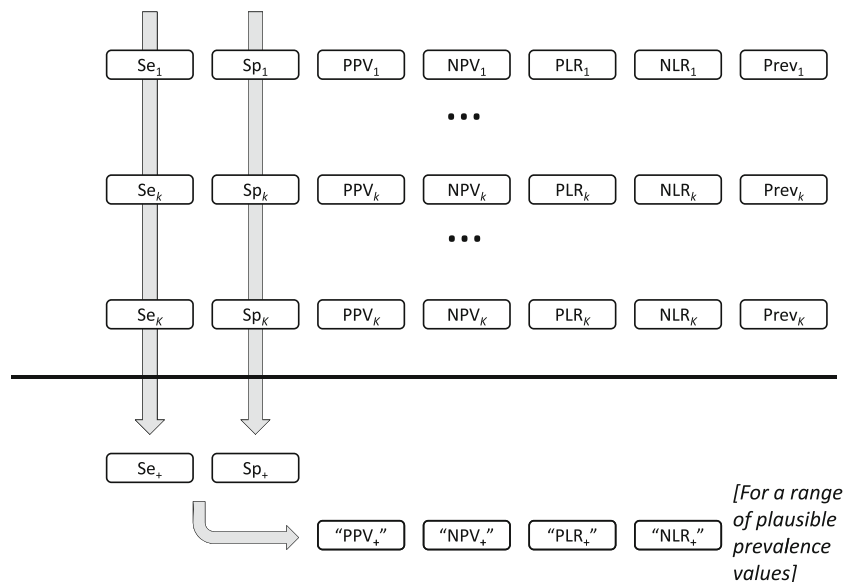 Se₁ Sp₁ PPV₁ NPV₁ PLR₁ NLR₁ Prev₁
...
Seₖ Spₖ PPVₖ NPVₖ PLRₖ NLRₖ Prevₖ
...
Se_K Sp_K PPV_K NPV_K PLR_K NLR_K Prev_K
Se₊ Sp₊
“PPV₊” “NPV₊” “PLR₊” “NLR₊”
[For a range
of plausible
prevalence
values]